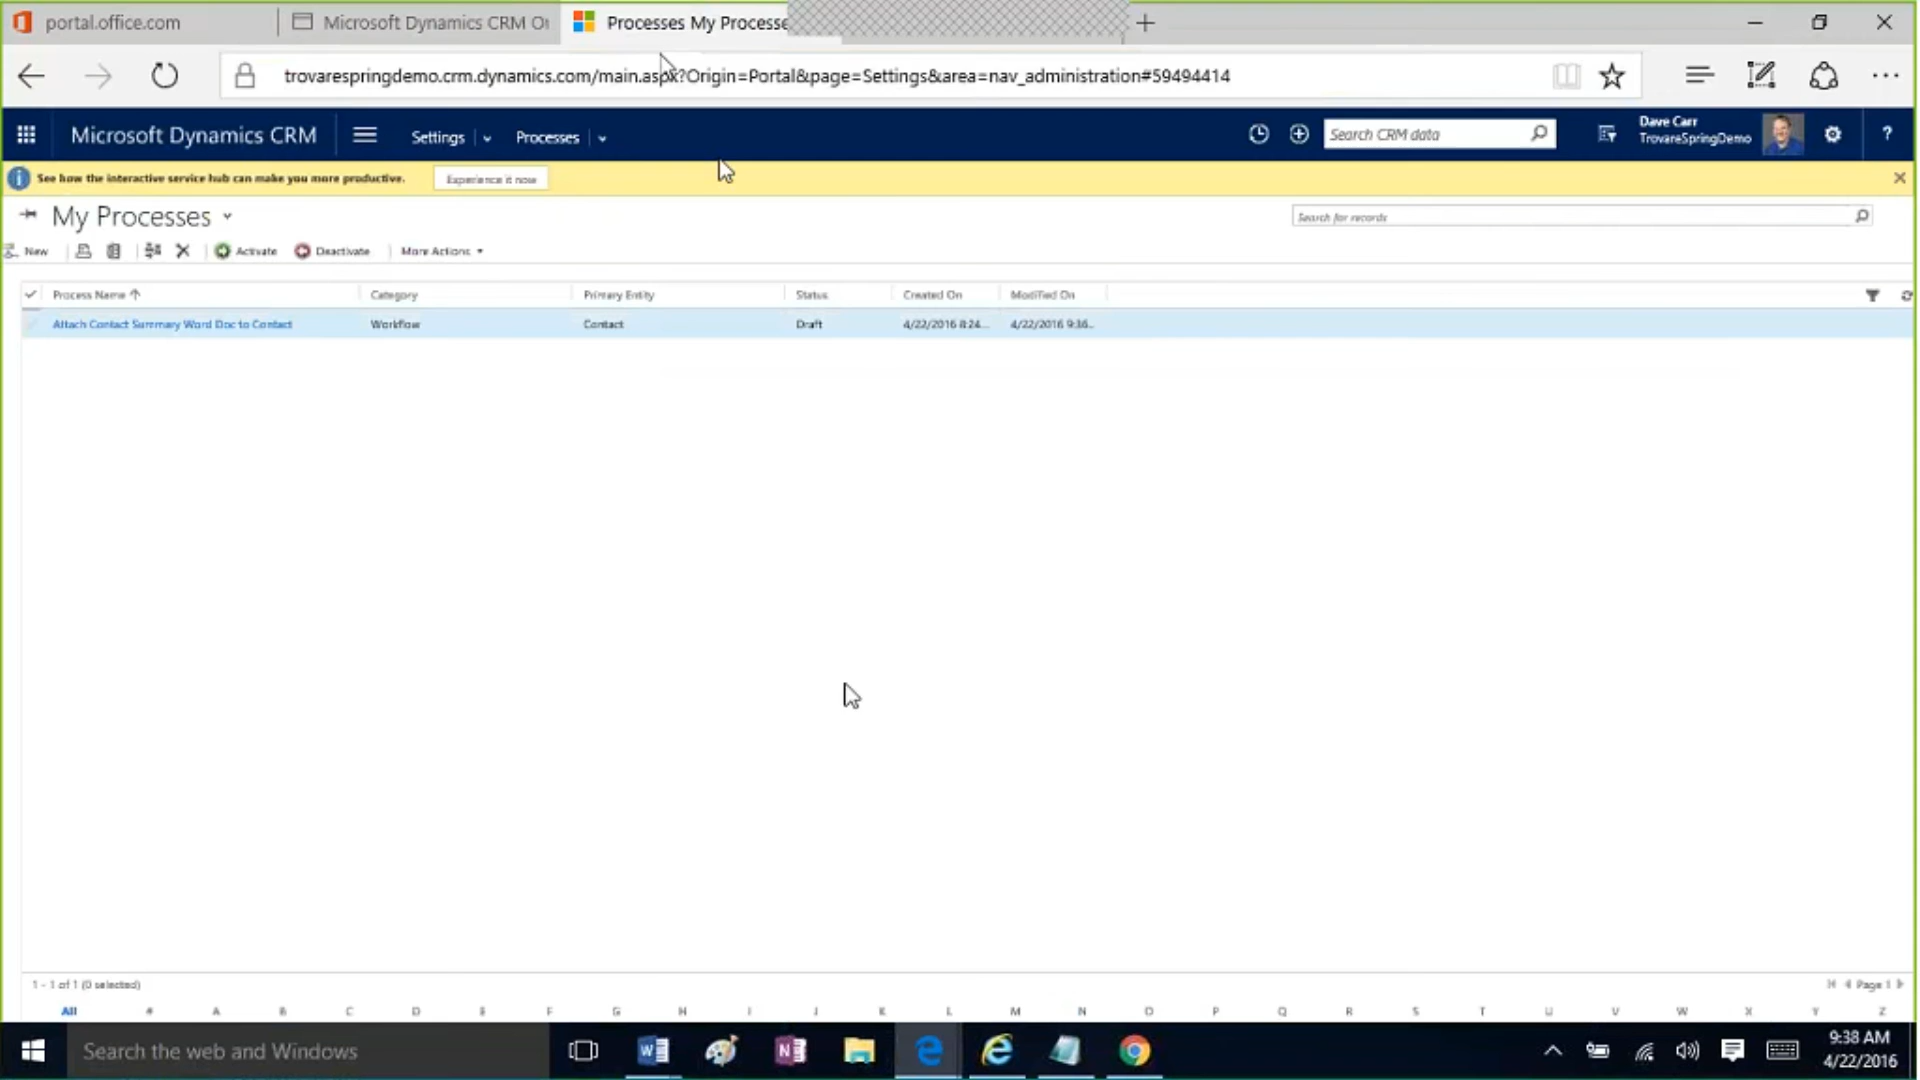 portal.office.com
Microsoft Dynamics CRM O
Processes My Process
trovarespringdemo.crm.dynamics.com/main.aspx?Origin=Portal&page=Settings&area=nav_administration#59494414
Microsoft Dynamics CRM
Settings
Processes
Search CRM data
Dave Carr
TrovareSpringDemo
?
See how the interactive service hub can make you more productive.
Experience it now
My Processes
Search for records
New
Activate
Deactivate
More Actions
Process Name
Category
Primary Entity
Status
Created On
Modified On
Attach Contact Summary Word Doc to Contact
Workflow
Contact
Draft
4/22/2016 8:24...
4/22/2016 9:36...
1 - 1 of 1 (0 selected)
Page 1
All # A B C D E F G H I J K L M N O P Q R S T U V W X Y Z
Search the web and Windows
9:38 AM
4/22/2016